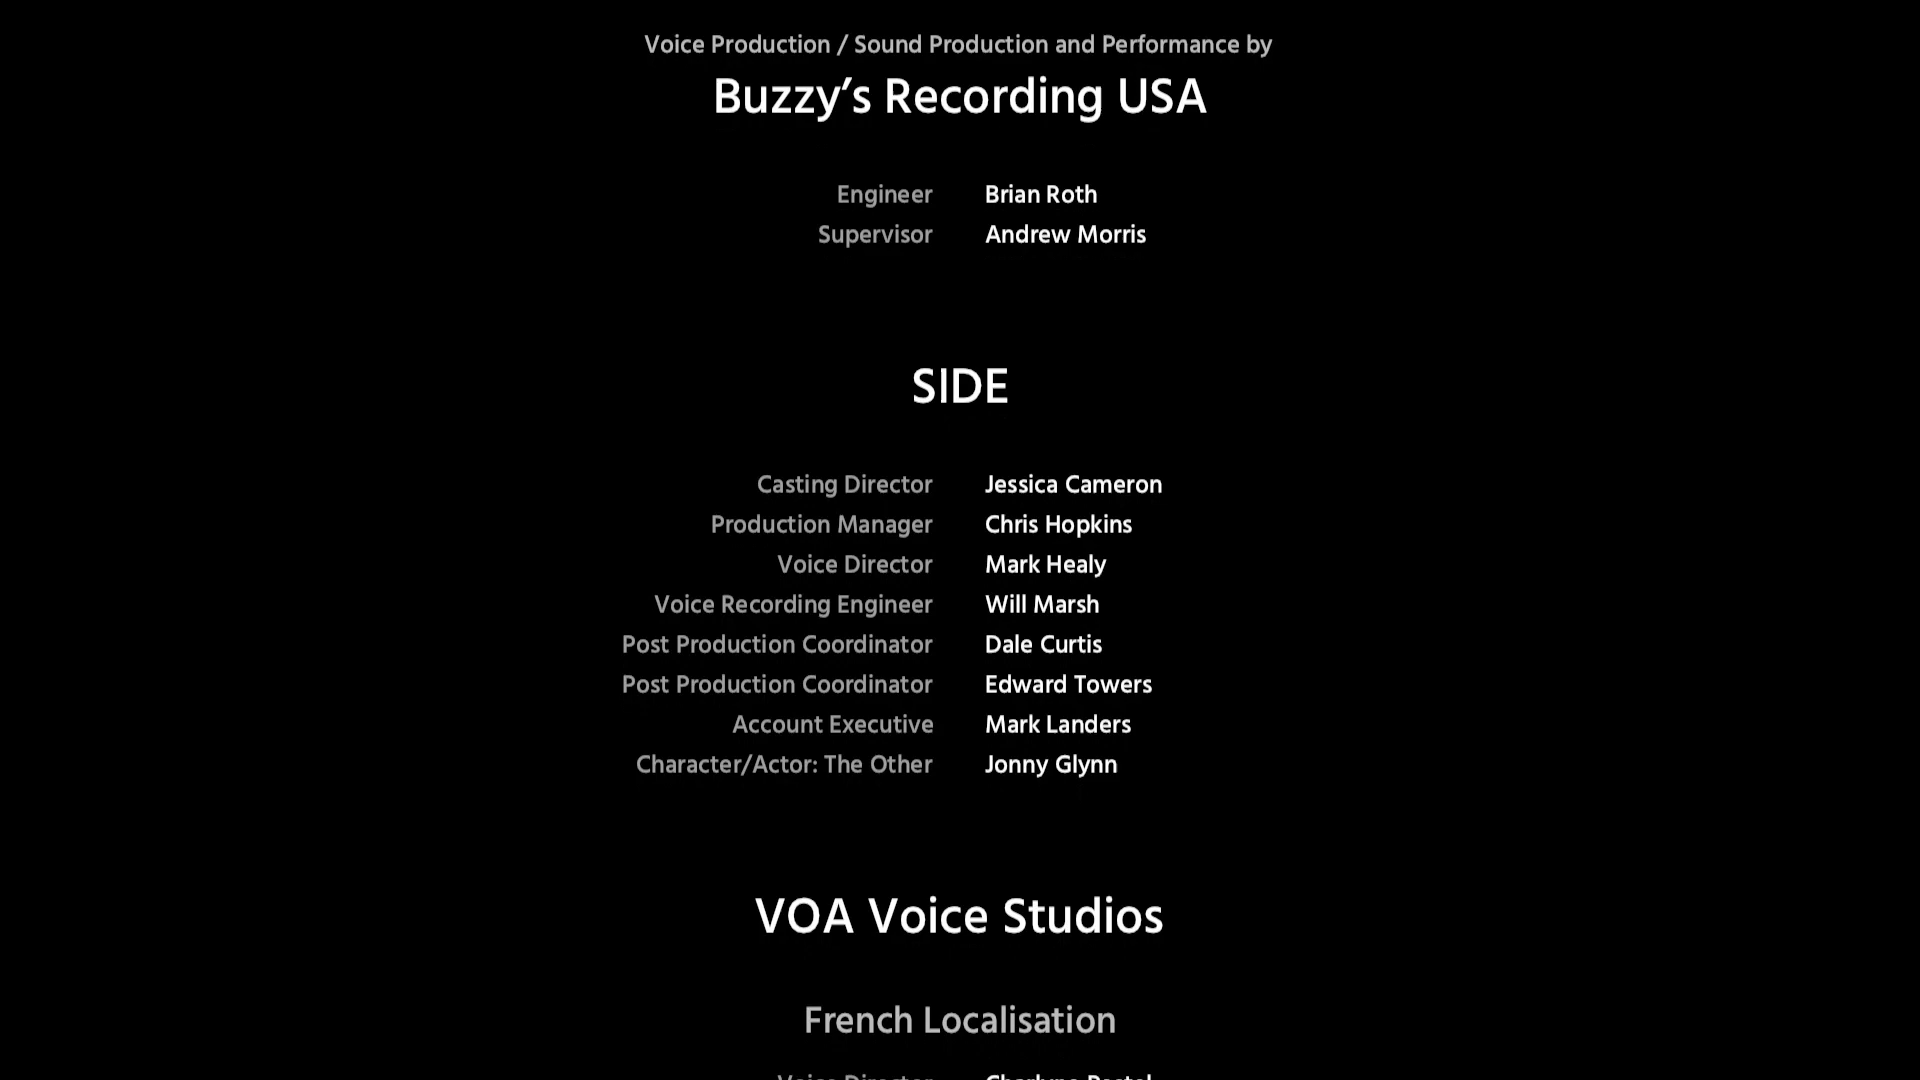 Voice Production / Sound Production and Performance by
Buzzy’s Recording USA
Engineer Brian Roth
Supervisor Andrew Morris
SIDE
Casting Director Jessica Cameron
Production Manager Chris Hopkins
Voice Director Mark Healy
Voice Recording Engineer Will Marsh
Post Production Coordinator Dale Curtis
Post Production Coordinator Edward Towers
Account Executive Mark Landers
Character/Actor: The Other Jonny Glynn
VOA Voice Studios
French Localisation
Voice Director